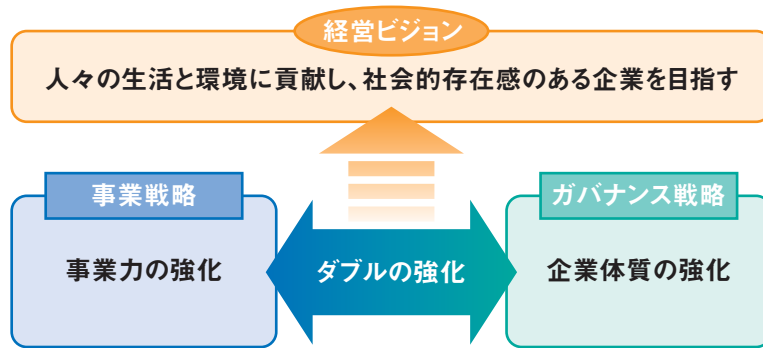 経営ビジョン
人々の生活と環境に貢献し、社会的存在感のある企業を目指す
事業戦略
事業力の強化
ダブルの強化
ガバナンス戦略
企業体質の強化